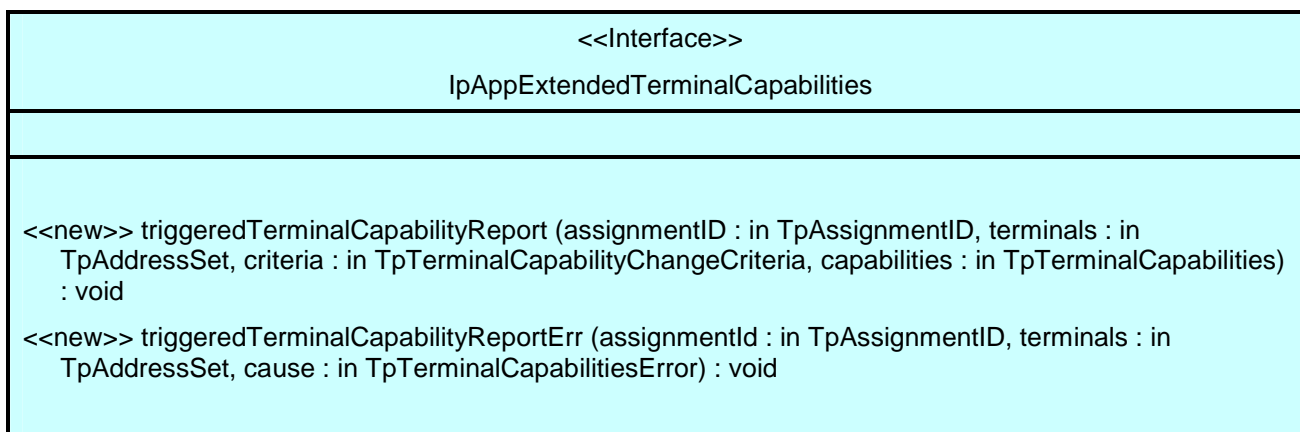 <<Interface>>
IpAppExtendedTerminalCapabilities
<<new>> triggeredTerminalCapabilityReport (assignmentID : in TpAssignmentID, terminals : in
TpAddressSet, criteria : in TpTerminalCapabilityChangeCriteria, capabilities : in TpTerminalCapabilities)
: void
<<new>> triggeredTerminalCapabilityReportErr (assignmentId : in TpAssignmentID, terminals : in
TpAddressSet, cause : in TpTerminalCapabilitiesError) : void